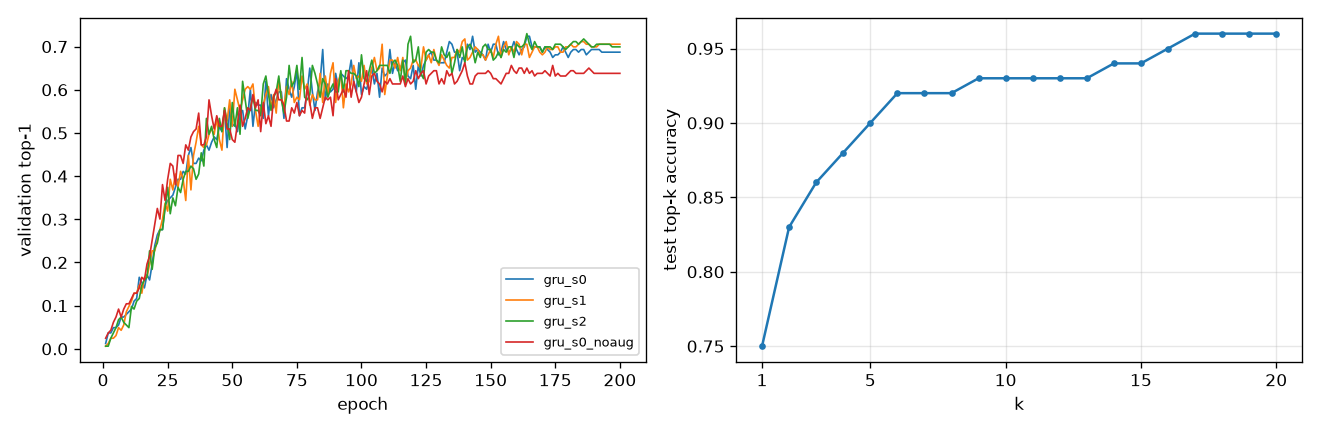 validation top-1
0.7
0.6
0.5
0.4
0.3
0.2
0.1
0.0
0 25 50 75 100 125 150 175 200
epoch
gru_s0
gru_s1
gru_s2
gru_s0_noaug
test top-k accuracy
0.95
0.90
0.85
0.80
0.75
1 5 10 15 20
k